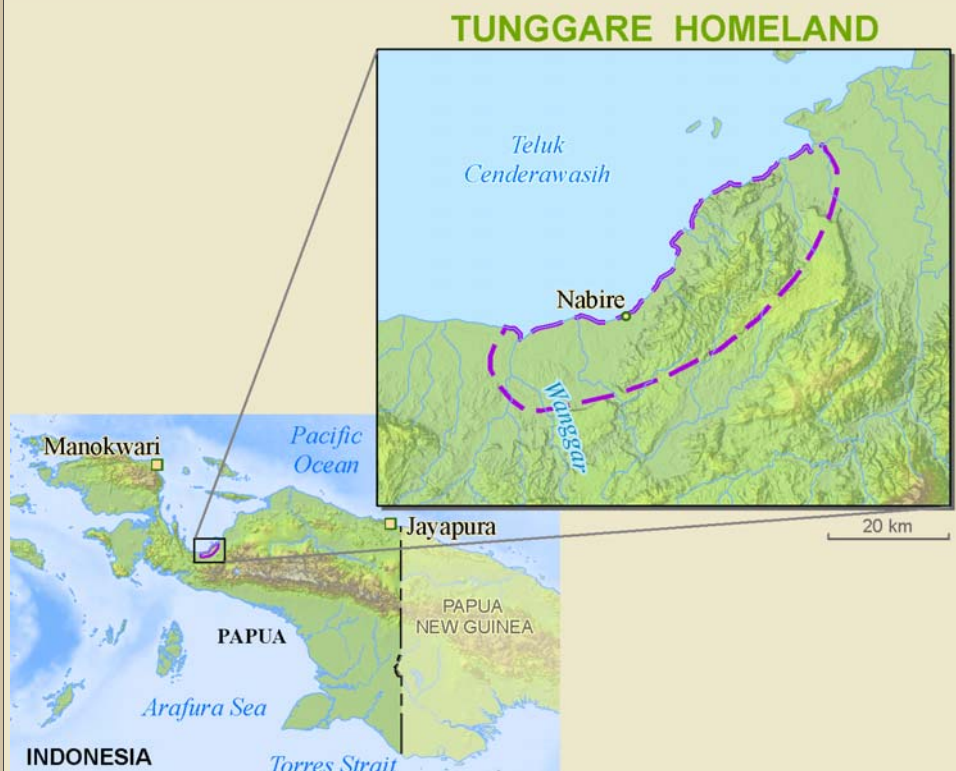 TUNGGARE HOMELAND
Teluk
Cenderawasih
Nabire
Wanggar
20 km
Manokwari
Pacific
Ocean
Jayapura
PAPUA
NEW GUINEA
PAPUA
Arafura Sea
INDONESIA
Torres Strait